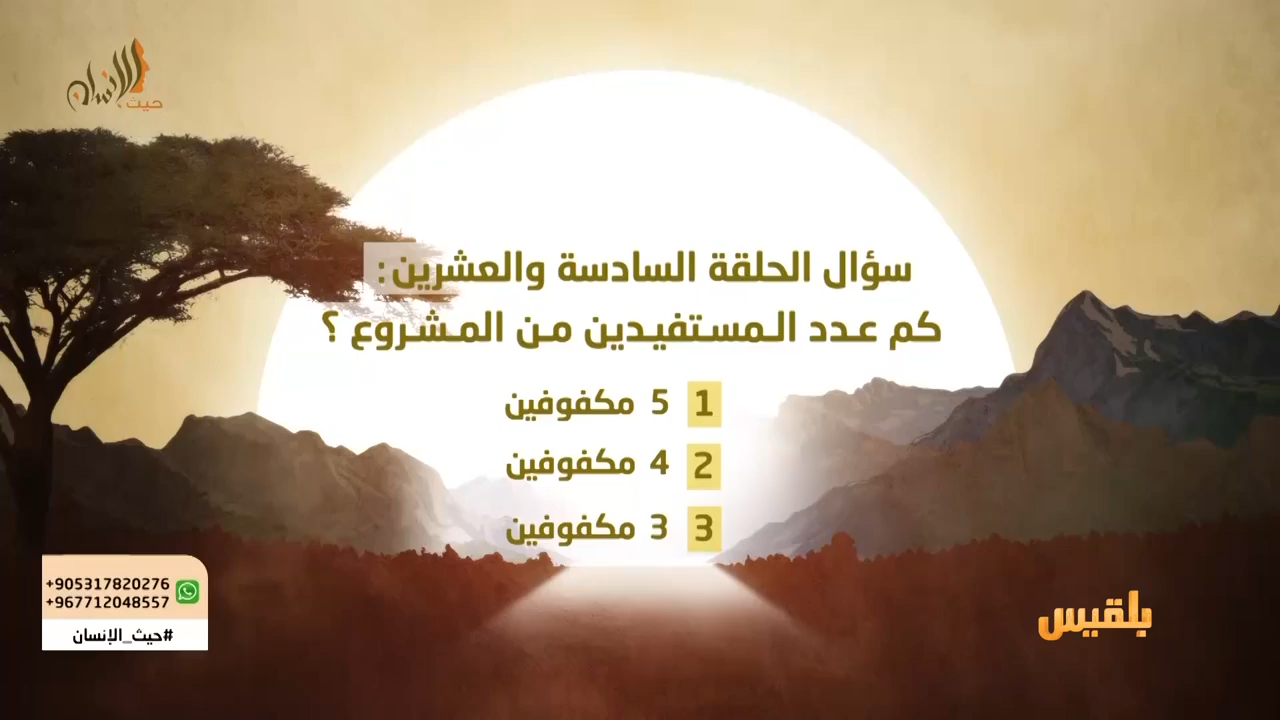 حيث الإنسان
سؤال الحلقة السادسة والعشرين:
كم عدد المستفيدين من المشروع ؟
1 5 مكفوفين
2 4 مكفوفين
3 3 مكفوفين
+905317820276
+967712048557
#حيث_الإنسان
بلقيس